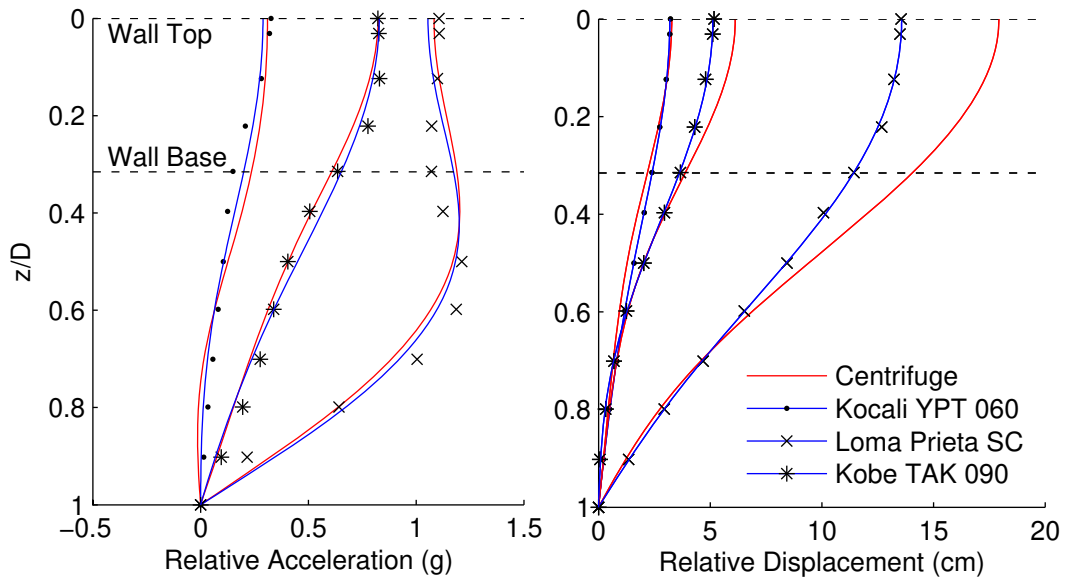 0
0.2
0.4
0.6
0.8
1
z/D
Wall Top
Wall Base
−0.5
0
0.5
1
1.5
Relative Acceleration (g)
0
0.2
0.4
0.6
0.8
1
Centrifuge
Kocali YPT 060
Loma Prieta SC
Kobe TAK 090
0
5
10
15
20
Relative Displacement (cm)